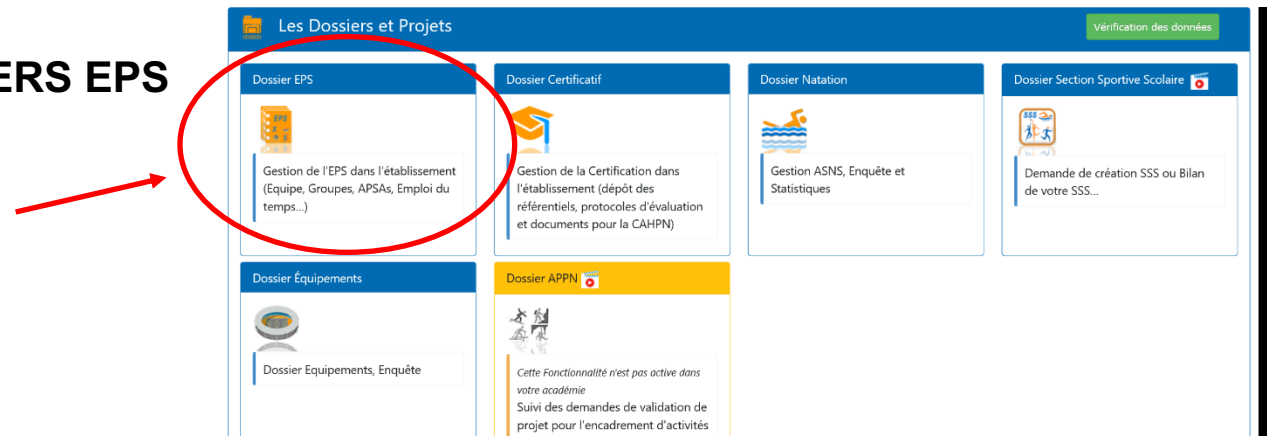 Les Dossiers et Projets
Vérification des données
ERS EPS
Dossier EPS
EPS
Gestion de l'EPS dans l'établissement
(Equipe, Groupes, APSAs, Emploi du
temps...)
Dossier Certificatif
Gestion de la Certification dans
l'établissement (dépôt des
référentiels, protocoles d'évaluation
et documents pour la CAHPN)
Dossier Natation
Gestion ASNS, Enquête et
Statistiques
Dossier Section Sportive Scolaire
SSS
Demande de création SSS ou Bilan
de votre SSS...
Dossier Équipements
Dossier Equipements, Enquête
Dossier APPN
Cette Fonctionnalité n'est pas active dans
votre académie
Suivi des demandes de validation de
projet pour l'encadrement d'activités